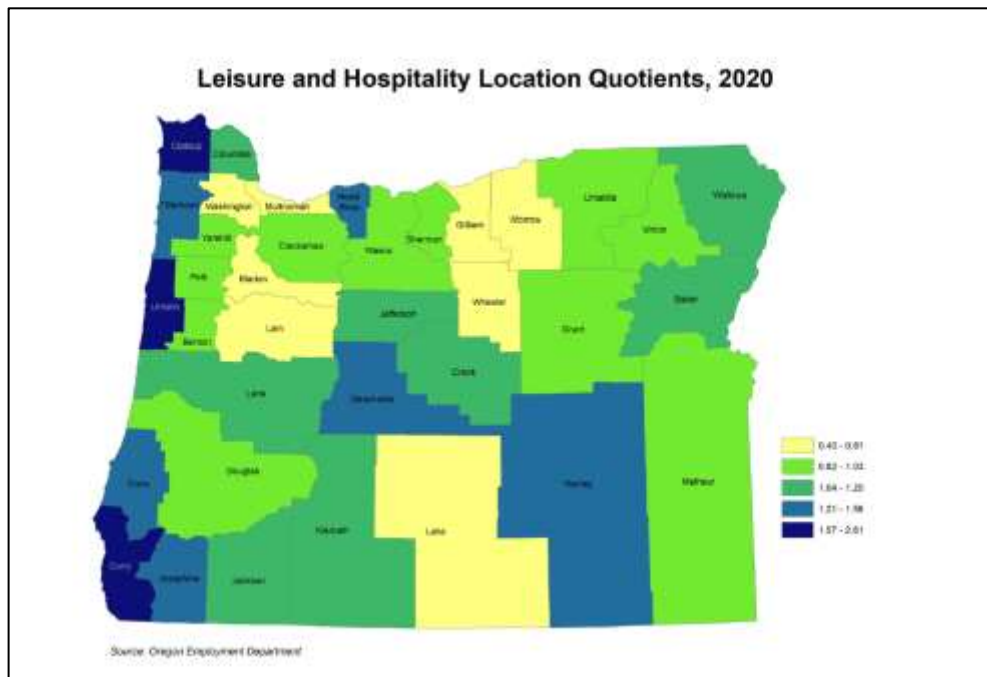 Leisure and Hospitality Location Quotients, 2020
Clatsop
Columbia
Tillamook
Washington
Multnomah
Hood
River
Gilliam
Morrow
Umatilla
Wallowa
Yamhill
Clackamas
Wasco
Sherman
Union
Polk
Marion
Wheeler
Baker
Lincoln
Jefferson
Grant
Linn
Benton
Crook
Lane
Deschutes
Coos
Douglas
Harney
Malheur
Klamath
Lake
Curry
Josephine
Jackson
Source: Oregon Employment Department